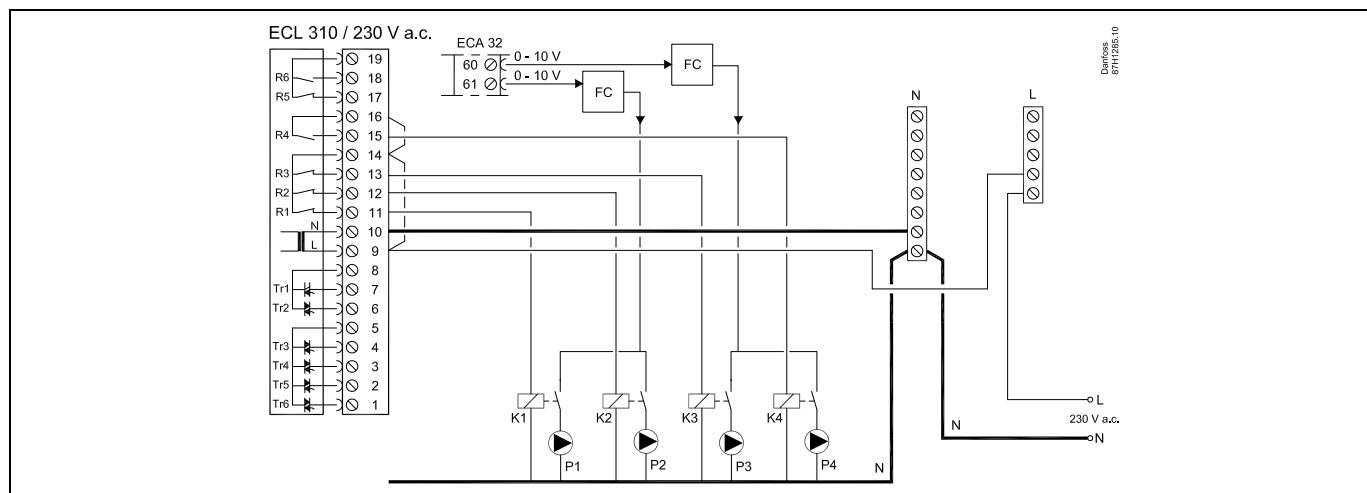 ECL 310 / 230 V a.c.
ECA 32
60 0 - 10 V FC
61 0 - 10 V FC
Danfoss
87H1285.10
N
L
19
R6 18
R5 17
16
R4 15
14
R3 13
R2 12
R1 11
N 10
L 9
8
Tr1 7
Tr2 6
5
Tr3 4
Tr4 3
Tr5 2
Tr6 1
K1 K2 K3 K4
P1 P2 P3 P4
L
230 V a.c.
N
N
N